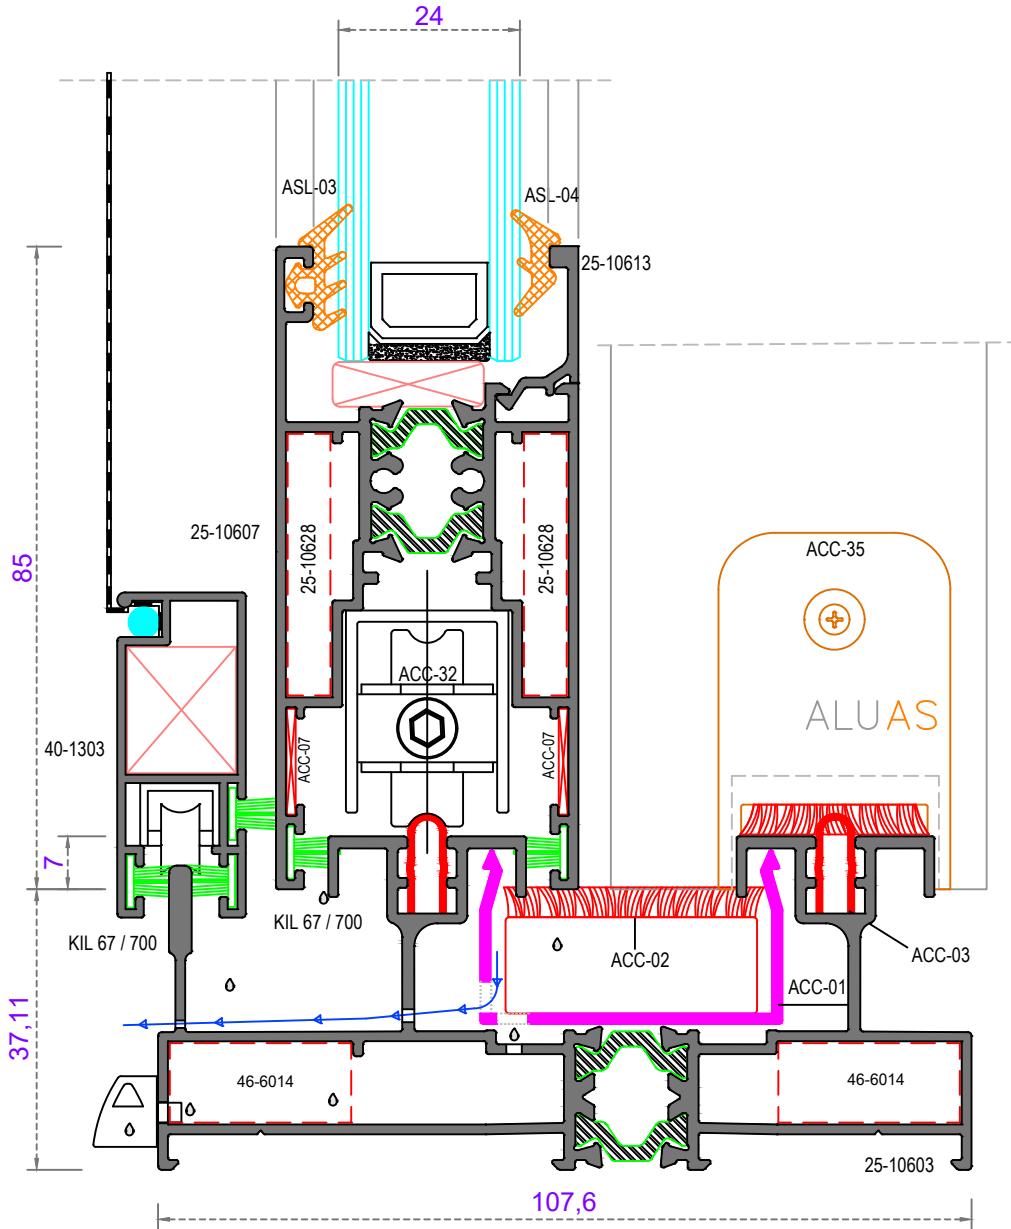 24
ASL-03
ASL-04
25-10613
25-10607
25-10628
25-10628
ACC-35
85
ACC-32
ALUAS
40-1303
ACC-07
ACC-07
7
KIL 67 / 700
KIL 67 / 700
ACC-02
ACC-03
ACC-01
37,11
46-6014
46-6014
25-10603
107,6